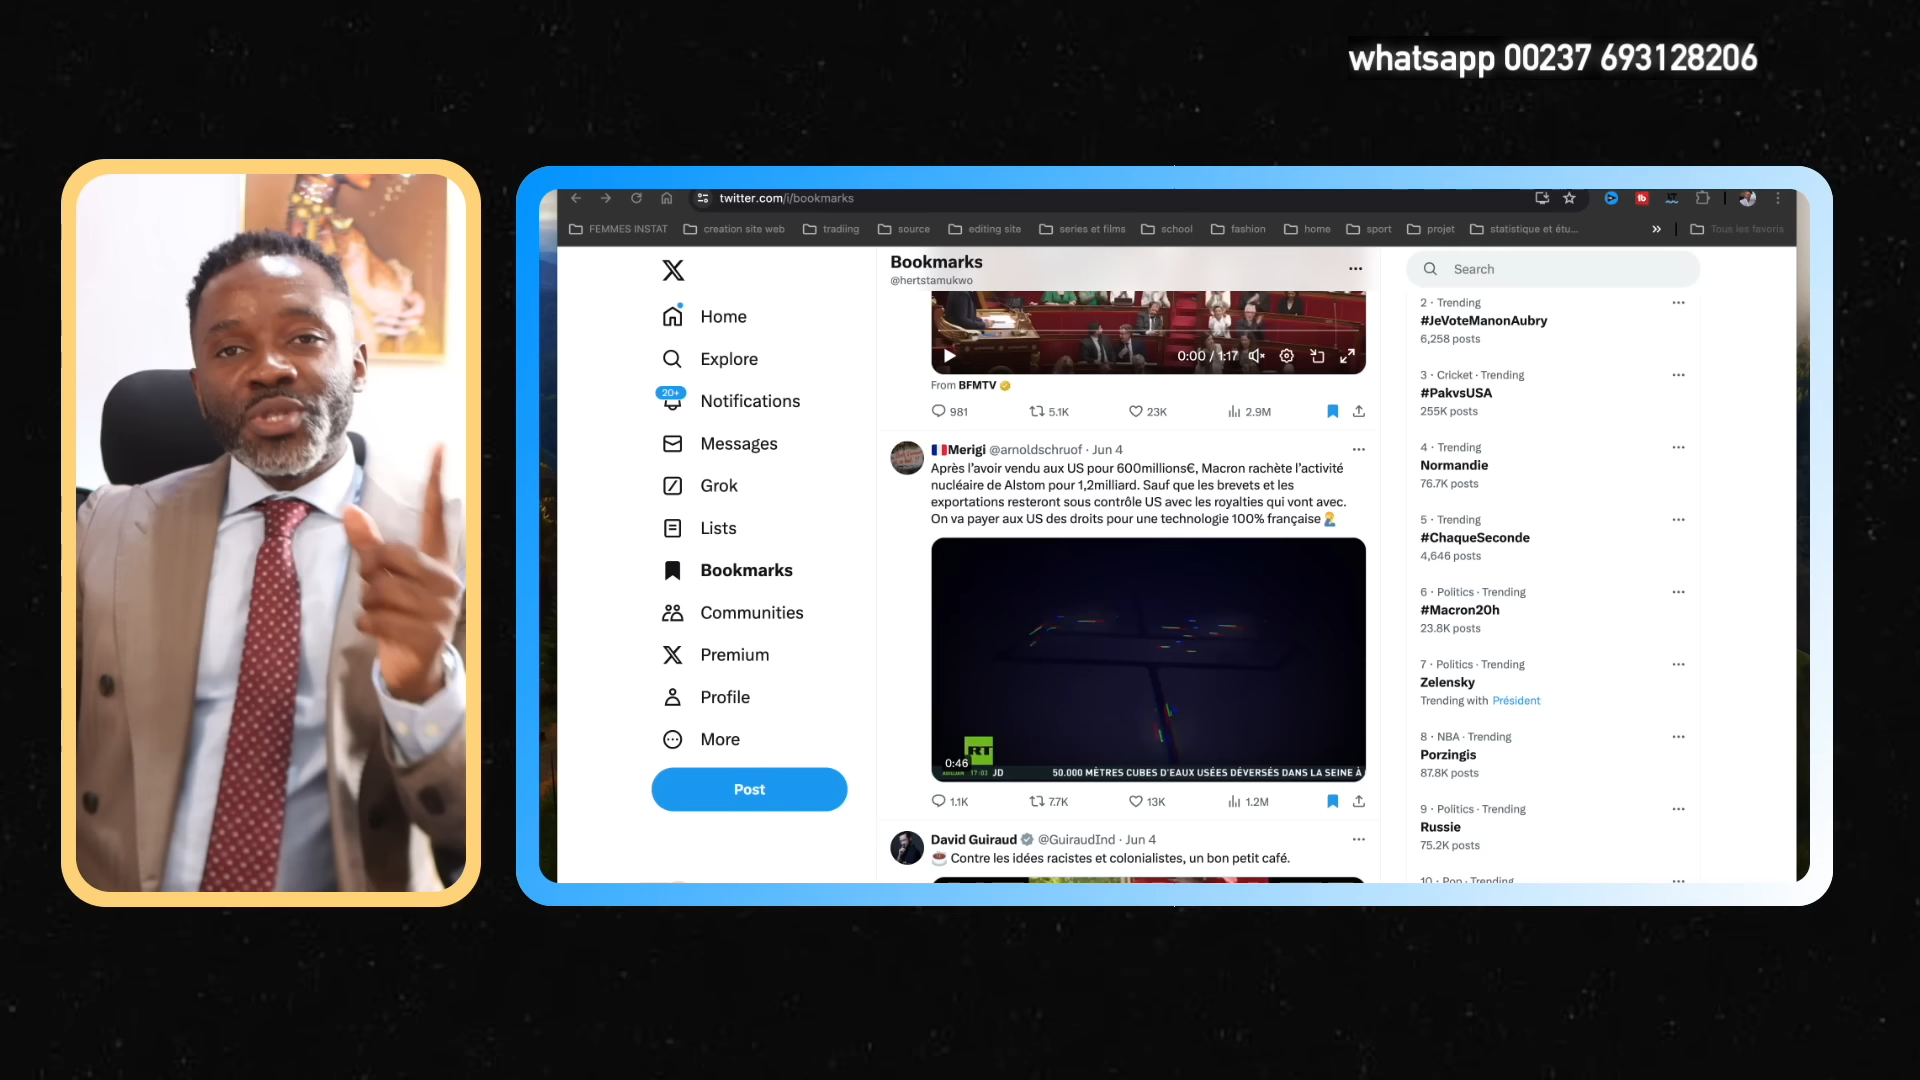 whatsapp 00237 693128206
twitter.com/i/bookmarks
FEMMES INSTAT
creation site web
tradiing
source
editing site
series et films
school
fashion
home
sport
projet
statistique et étu...
»
Tous les favoris
Home
Explore
20+
Notifications
Messages
Grok
Lists
Bookmarks
Communities
Premium
Profile
More
Post
Bookmarks
@hertstamukwo
0:00 / 1:17
From BFMTV
981
5.1K
23K
2.9M
Merigi @arnoldschruof · Jun 4
Après l'avoir vendu aux US pour 600millions€, Macron rachète l'activité
nucléaire de Alstom pour 1,2milliard. Sauf que les brevets et les
exportations resteront sous contrôle US avec les royalties qui vont avec.
On va payer aux US des droits pour une technologie 100% française
RT
0:46
17:03 JD 50.000 MÈTRES CUBES D'EAUX USÉES DÉVERSÉS DANS LA SEINE À
1.1K
7.7K
13K
1.2M
David Guiraud @GuiraudInd · Jun 4
Contre les idées racistes et colonialistes, un bon petit café.
Search
2 · Trending
#JeVoteManonAubry
6,258 posts
3 · Cricket · Trending
#PakvsUSA
255K posts
4 · Trending
Normandie
76.7K posts
5 · Trending
#ChaqueSeconde
4,646 posts
6 · Politics · Trending
#Macron20h
23.8K posts
7 · Politics · Trending
Zelensky
Trending with Président
8 · NBA · Trending
Porzingis
87.8K posts
9 · Politics · Trending
Russie
75.2K posts
10 · Pop · Trending